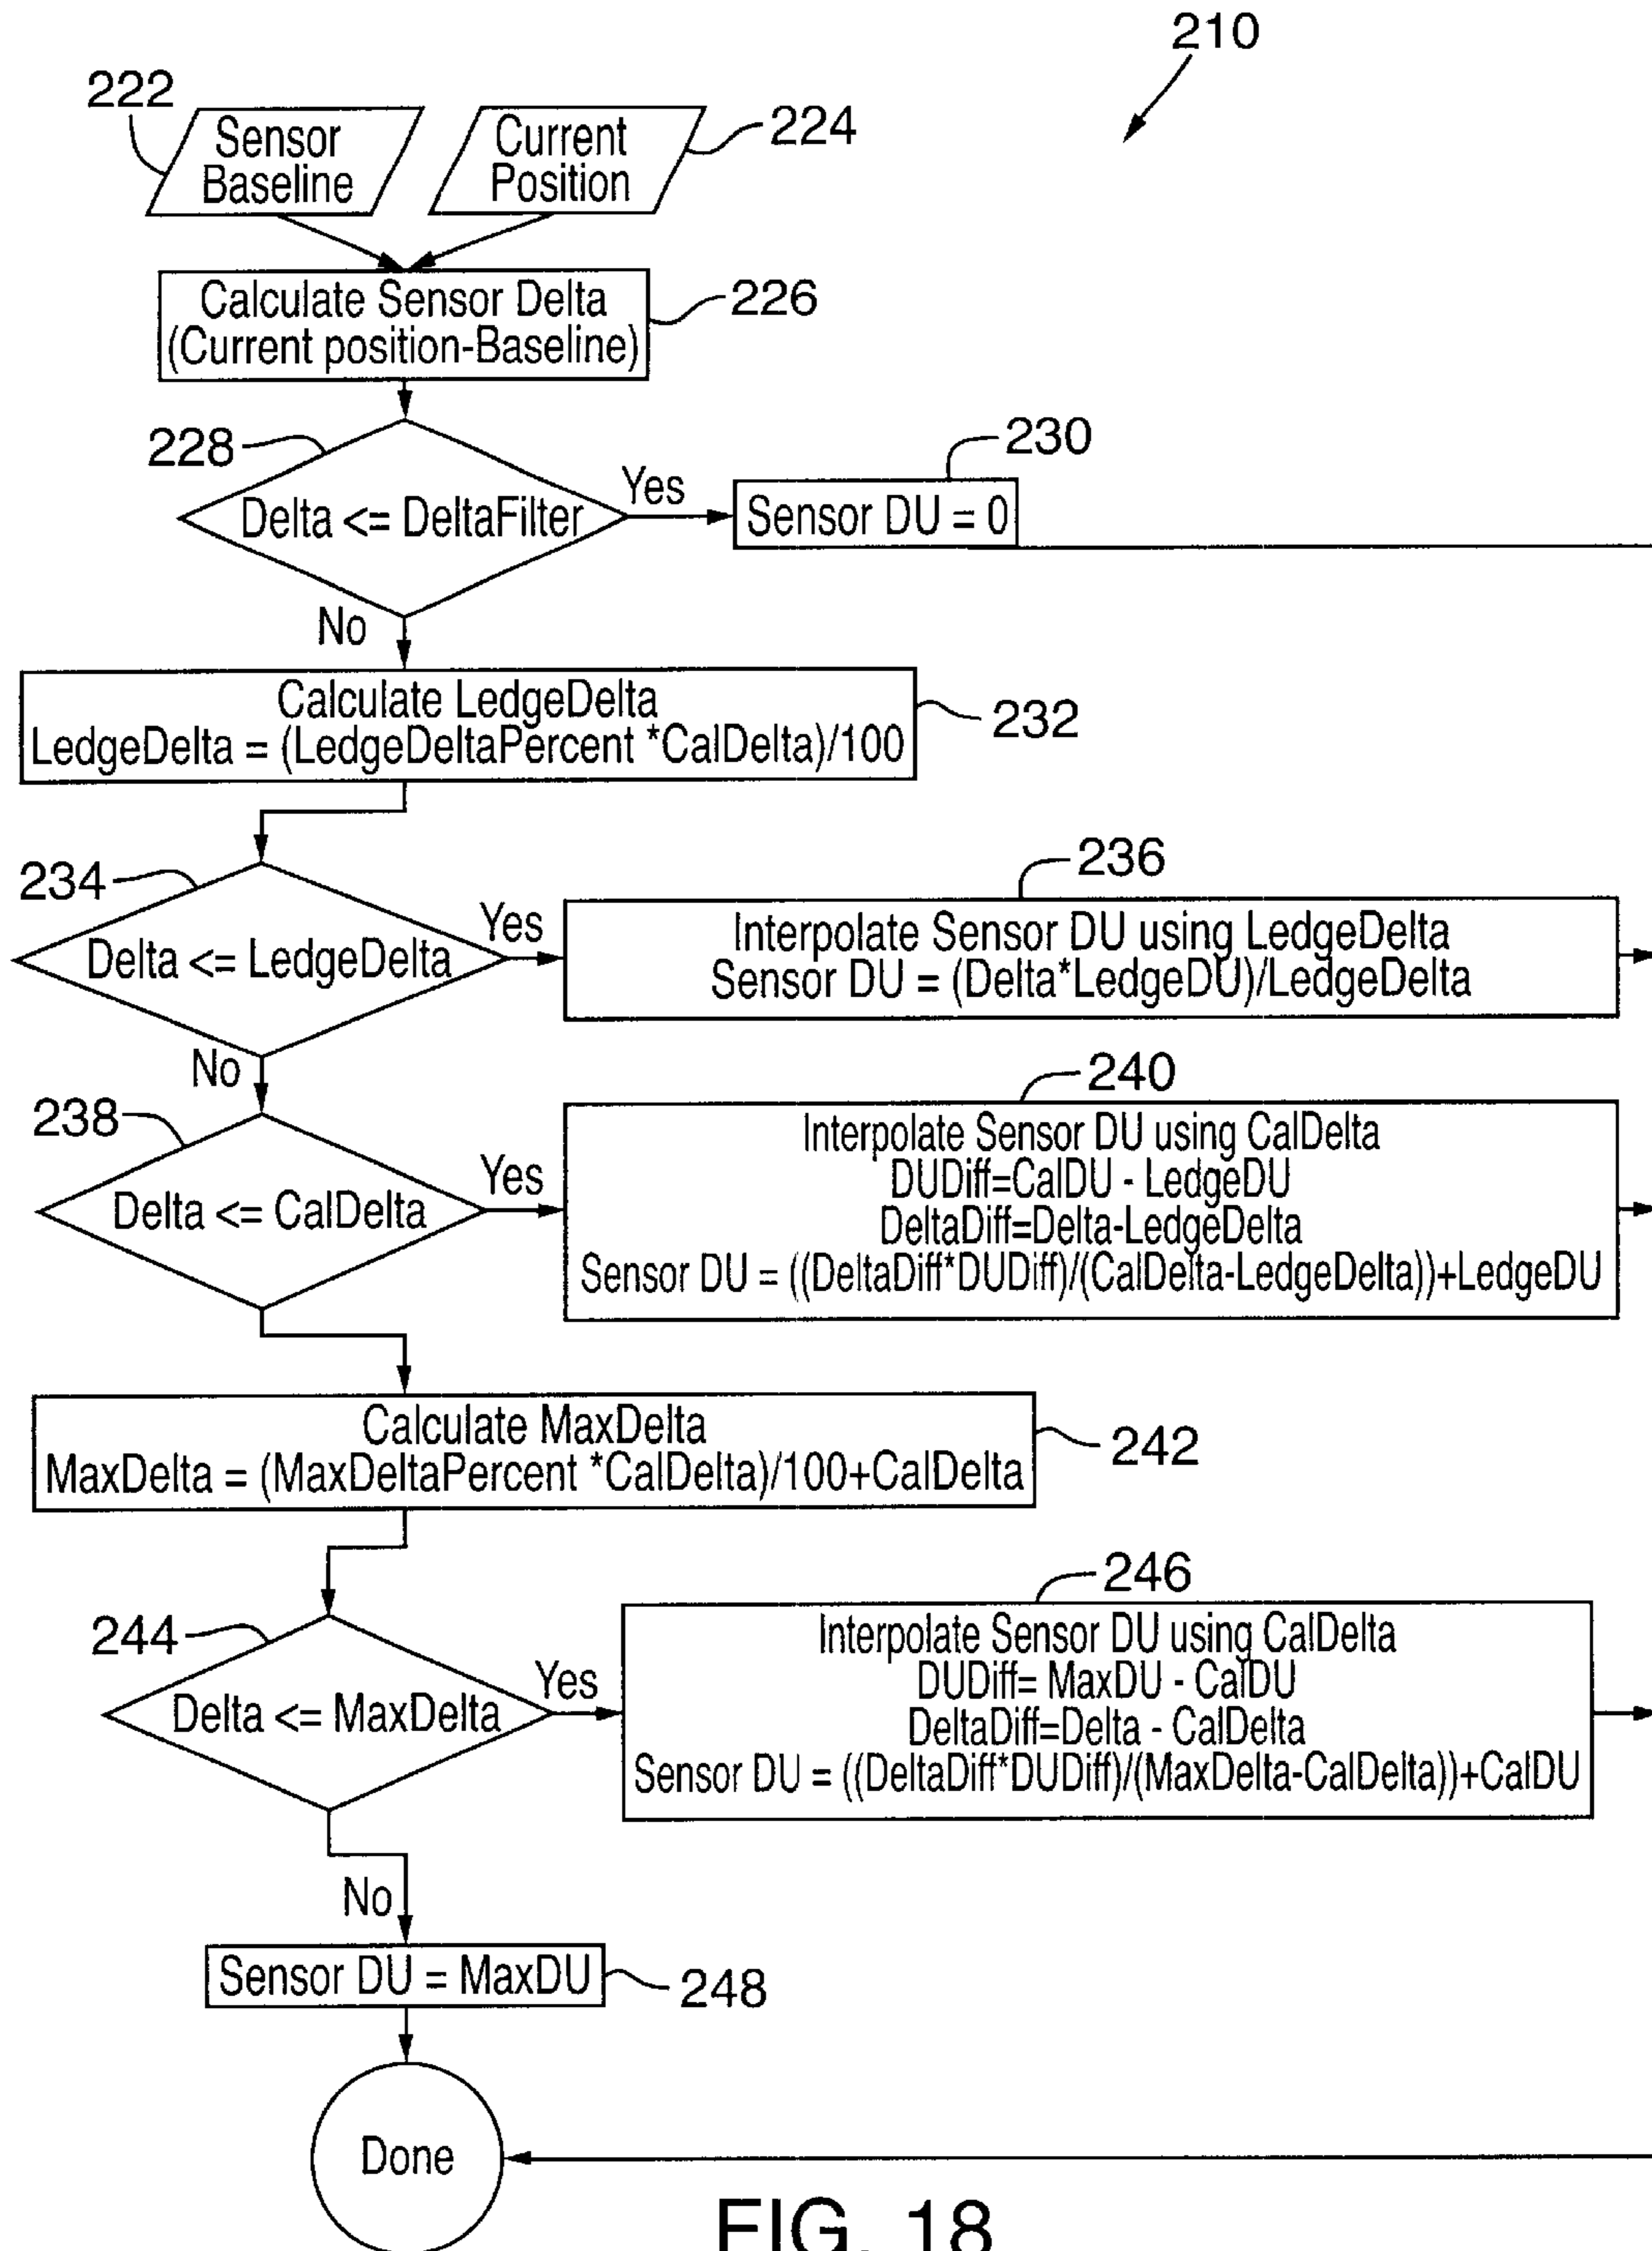 210
222
Sensor
Baseline
Current
Position
224
Calculate Sensor Delta
(Current position-Baseline)
226
228
Delta <= DeltaFilter
Yes
230
Sensor DU = 0
No
Calculate LedgeDelta
LedgeDelta = (LedgeDeltaPercent *CalDelta)/100
232
234
Delta <= LedgeDelta
Yes
236
Interpolate Sensor DU using LedgeDelta
Sensor DU = (Delta*LedgeDU)/LedgeDelta
No
238
Delta <= CalDelta
Yes
240
Interpolate Sensor DU using CalDelta
DUDiff=CalDU - LedgeDU
DeltaDiff=Delta-LedgeDelta
Sensor DU = ((DeltaDiff*DUDiff)/(CalDelta-LedgeDelta))+LedgeDU
Calculate MaxDelta
MaxDelta = (MaxDeltaPercent *CalDelta)/100+CalDelta
242
244
Delta <= MaxDelta
Yes
246
Interpolate Sensor DU using CalDelta
DUDiff= MaxDU - CalDU
DeltaDiff=Delta - CalDelta
Sensor DU = ((DeltaDiff*DUDiff)/(MaxDelta-CalDelta))+CalDU
No
Sensor DU = MaxDU
248
Done
FIG. 18